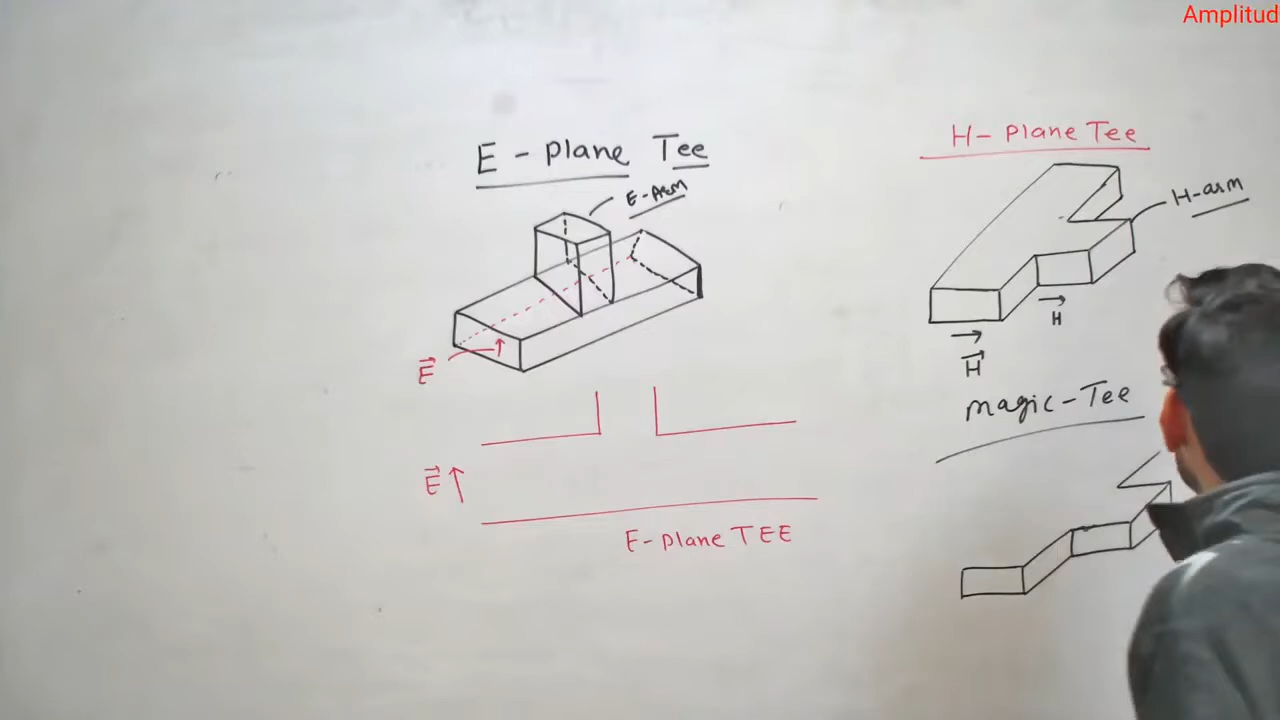 Amplitud
E - Plane Tee
E-Arm
E
E
E-Plane TEE
H- Plane Tee
H-arm
H
H
magic-Tee